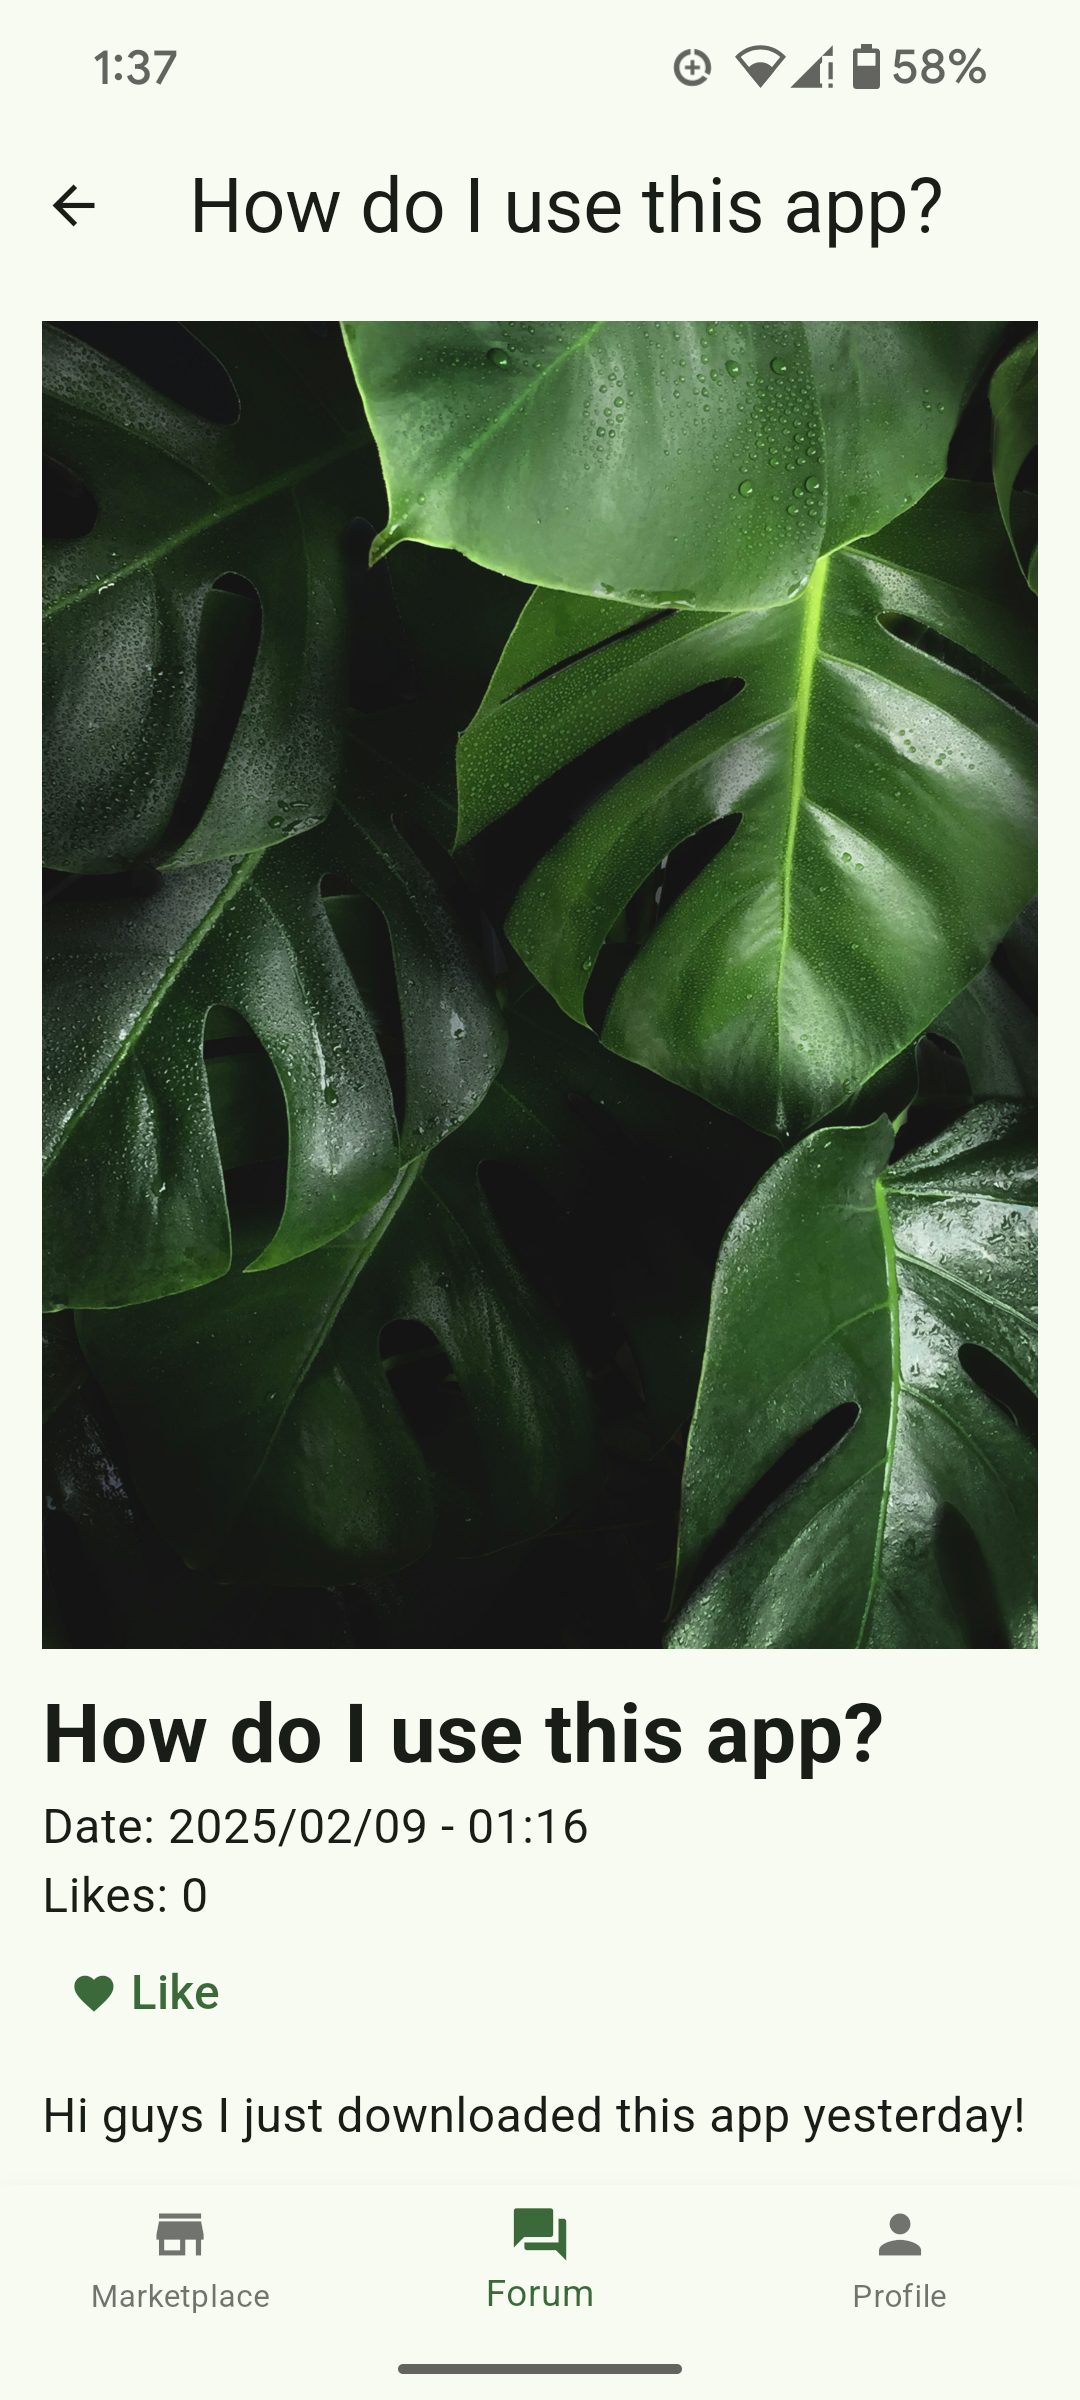 1:37
58%
How do I use this app?
How do I use this app?
Date: 2025/02/09 - 01:16
Likes: 0
Like
Hi guys I just downloaded this app yesterday!
Marketplace
Forum
Profile